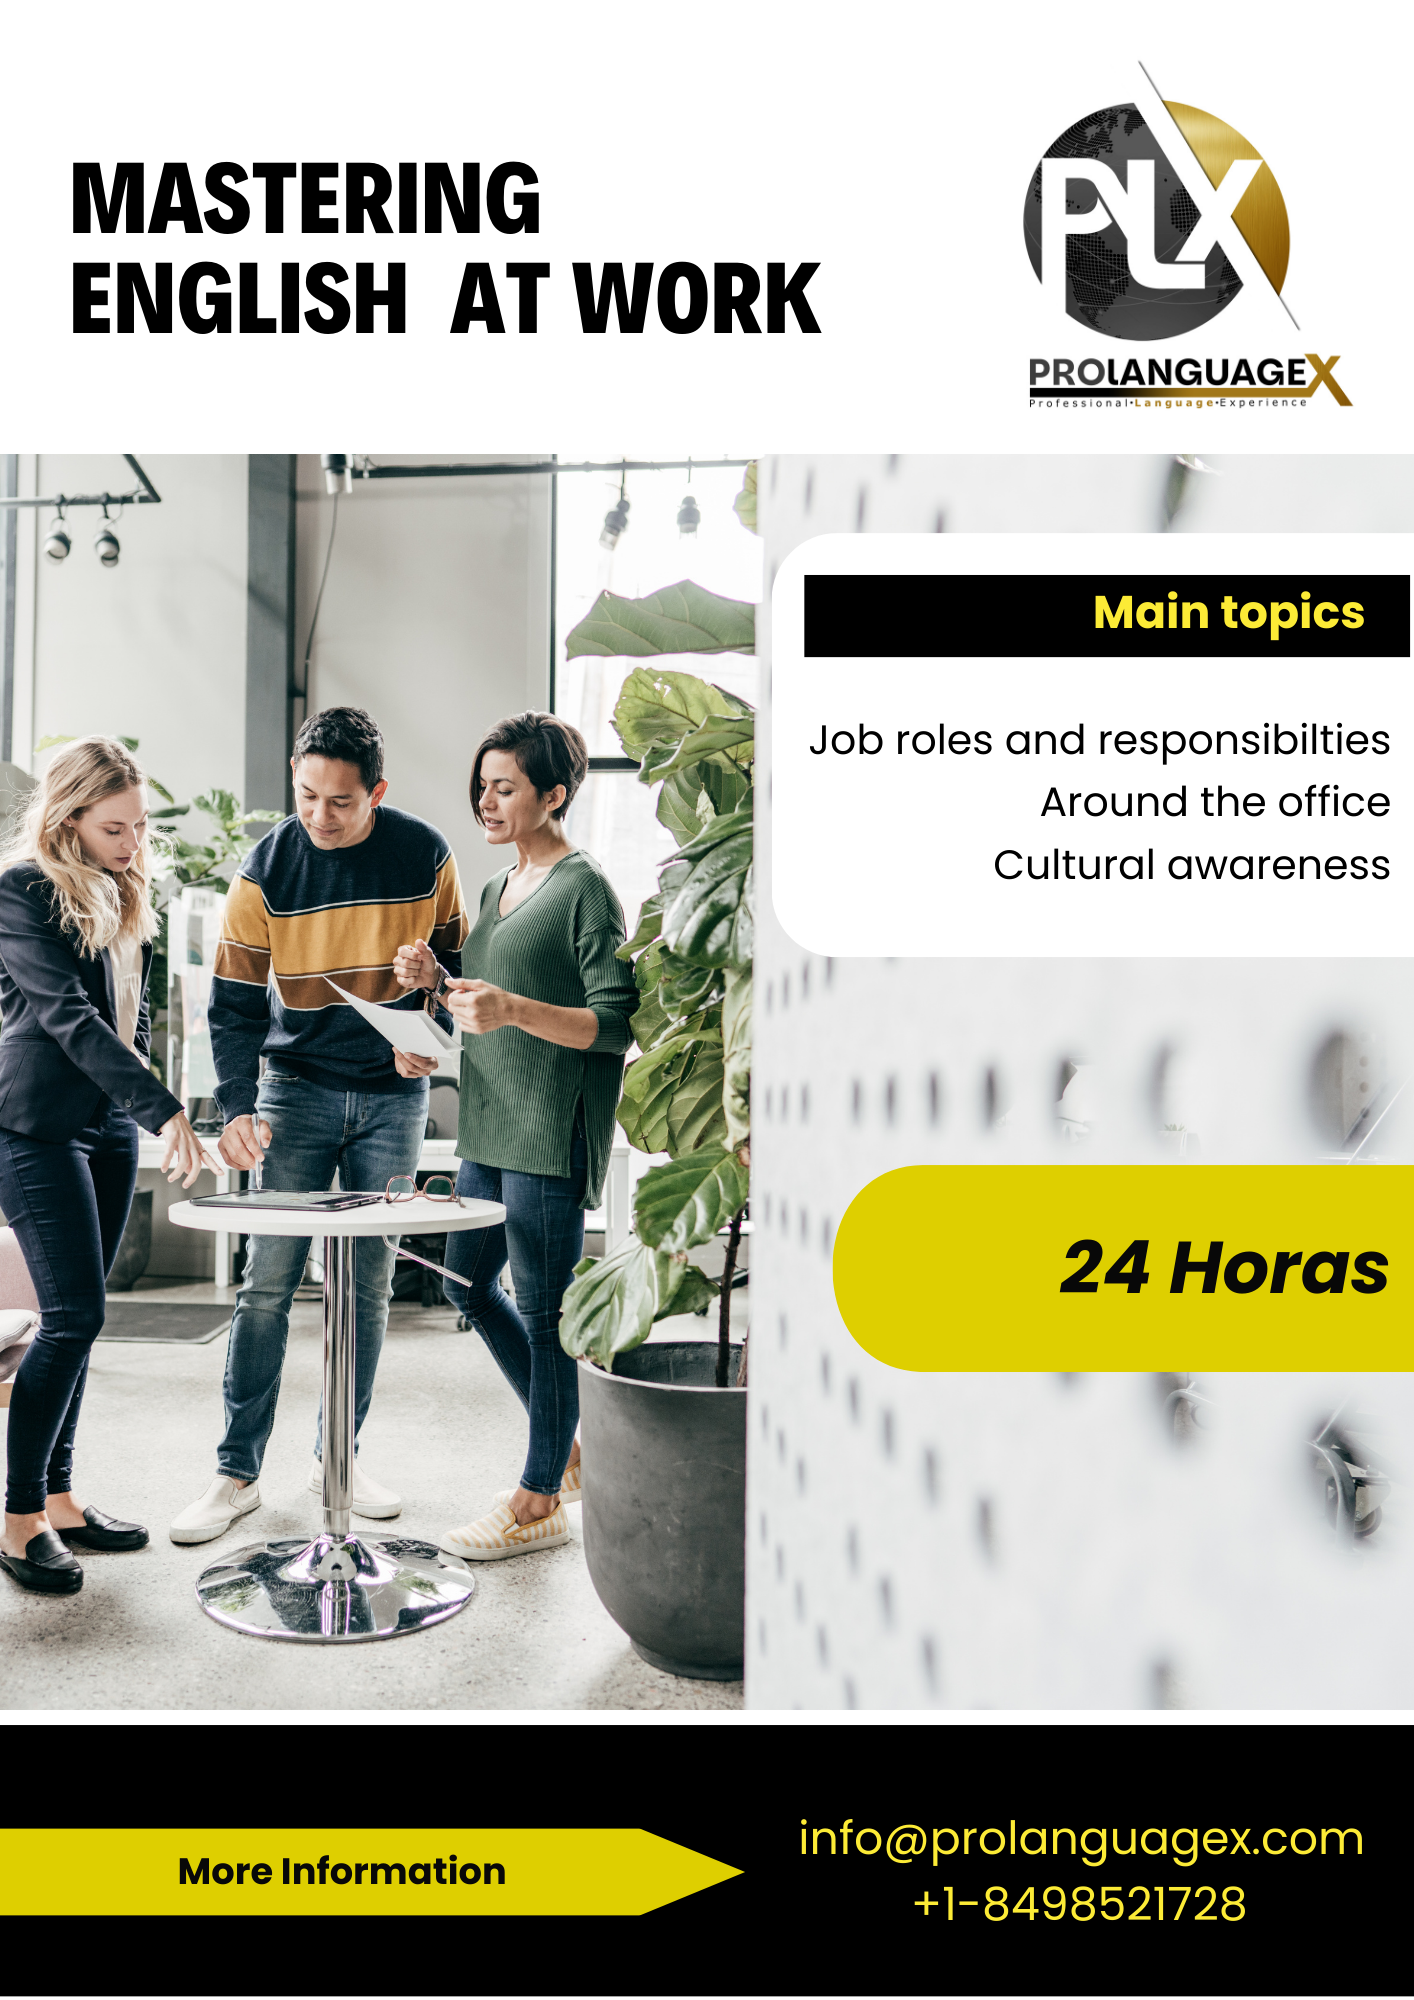 MASTERING
ENGLISH AT WORK
PLX
PROLANGUAGEX
Professional•Language•Experience
Main topics
Job roles and responsibilties
Around the office
Cultural awareness
24 Horas
More Information
info@prolanguagex.com
+1-8498521728